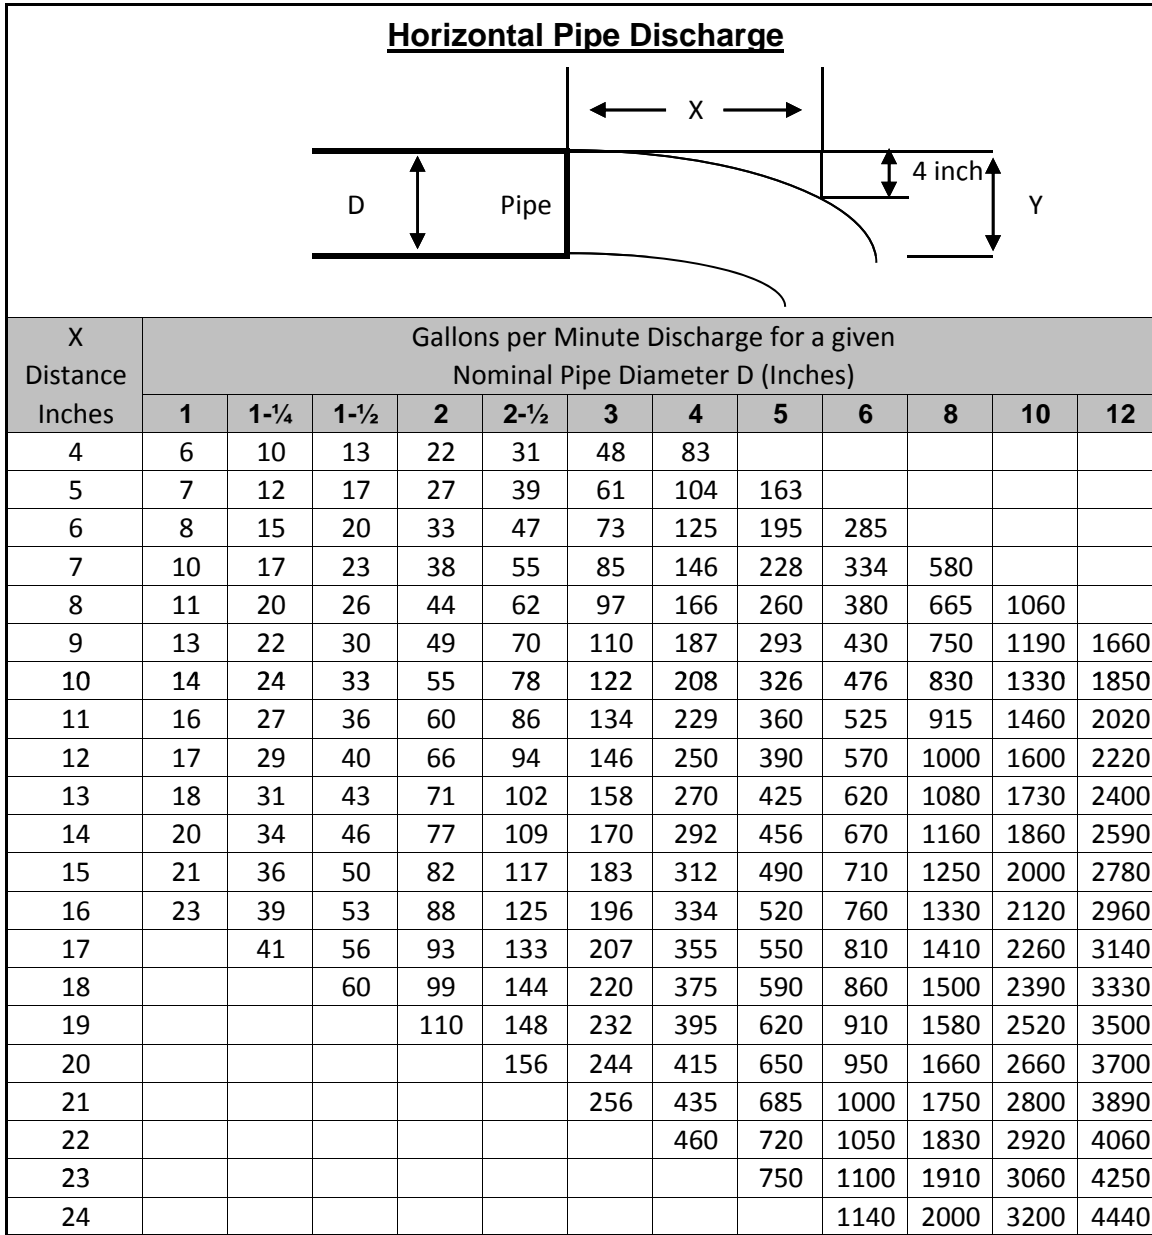 Horizontal Pipe Discharge
X
4 inch
D Pipe Y
X Gallons per Minute Discharge for a given
Distance Nominal Pipe Diameter D (Inches)
Inches 1 1-¼ 1-½ 2 2-½ 3 4 5 6 8 10 12
4 6 10 13 22 31 48 83
5 7 12 17 27 39 61 104 163
6 8 15 20 33 47 73 125 195 285
7 10 17 23 38 55 85 146 228 334 580
8 11 20 26 44 62 97 166 260 380 665 1060
9 13 22 30 49 70 110 187 293 430 750 1190 1660
10 14 24 33 55 78 122 208 326 476 830 1330 1850
11 16 27 36 60 86 134 229 360 525 915 1460 2020
12 17 29 40 66 94 146 250 390 570 1000 1600 2220
13 18 31 43 71 102 158 270 425 620 1080 1730 2400
14 20 34 46 77 109 170 292 456 670 1160 1860 2590
15 21 36 50 82 117 183 312 490 710 1250 2000 2780
16 23 39 53 88 125 196 334 520 760 1330 2120 2960
17 41 56 93 133 207 355 550 810 1410 2260 3140
18 60 99 144 220 375 590 860 1500 2390 3330
19 110 148 232 395 620 910 1580 2520 3500
20 156 244 415 650 950 1660 2660 3700
21 256 435 685 1000 1750 2800 3890
22 460 720 1050 1830 2920 4060
23 750 1100 1910 3060 4250
24 1140 2000 3200 4440